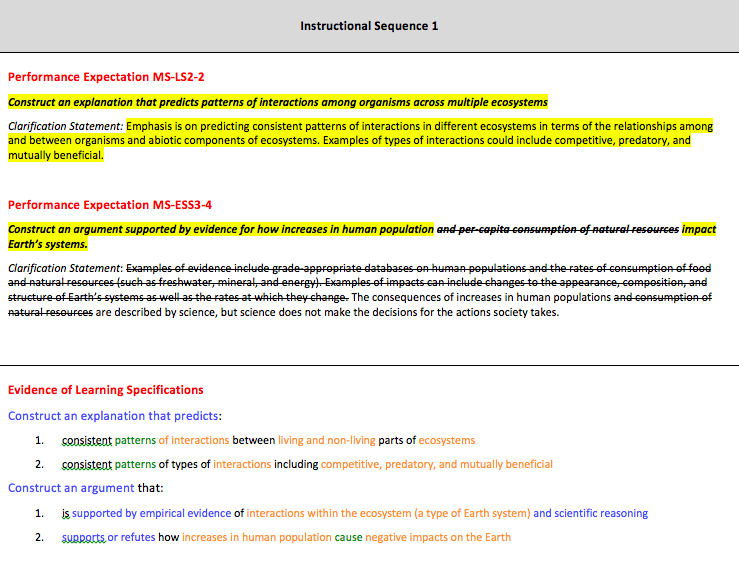 Instructional Sequence 1
Performance Expectation MS-LS2-2
Construct an explanation that predicts patterns of interactions among organisms across multiple ecosystems
Clarification Statement: Emphasis is on predicting consistent patterns of interactions in different ecosystems in terms of the relationships among
and between organisms and abiotic components of ecosystems. Examples of types of interactions could include competitive, predatory, and
mutually beneficial.
Performance Expectation MS-ESS3-4
Construct an argument supported by evidence for how increases in human population and per-capita consumption of natural resources impact
Earth's systems.
Clarification Statement: Examples of evidence include grade-appropriate databases on human populations and the rates of consumption of food
and natural resources (such as freshwater, mineral, and energy). Examples of impacts can include changes to the appearance, composition, and
structure of Earth's systems as well as the rates at which they change. The consequences of increases in human populations and consumption of
natural resources are described by science, but science does not make the decisions for the actions society takes.
Evidence of Learning Specifications
Construct an explanation that predicts:
1. consistent patterns of interactions between living and non-living parts of ecosystems
2. consistent patterns of types of interactions including competitive, predatory, and mutually beneficial
Construct an argument that:
1. is supported by empirical evidence of interactions within the ecosystem (a type of Earth system) and scientific reasoning
2. supports or refutes how increases in human population cause negative impacts on the Earth